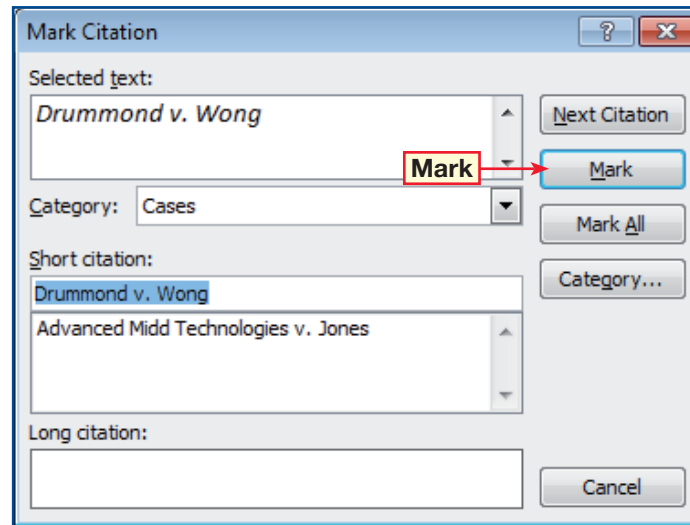 Mark Citation
?
Selected text:
Drummond v. Wong
Next Citation
Mark
Mark
Category: Cases
Mark All
Short citation:
Category...
Drummond v. Wong
Advanced Midd Technologies v. Jones
Long citation:
Cancel